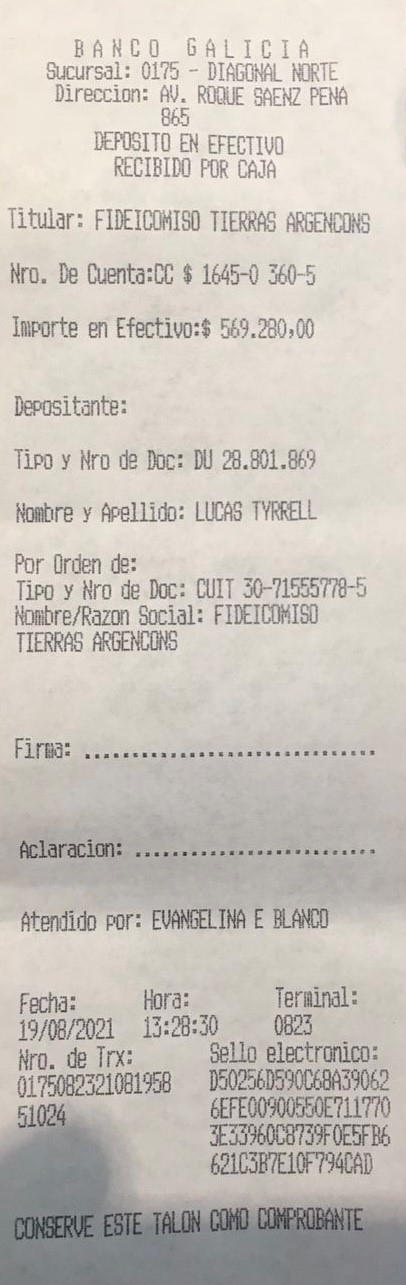 BANCO GALICIA
Sucursal: 0175 - DIAGONAL NORTE
Direccion: AV. ROQUE SAENZ PENA
865
DEPOSITO EN EFECTIVO
RECIBIDO POR CAJA
Titular: FIDEICOMISO TIERRAS ARGENCONS
Nro. De Cuenta:CC $ 1645-0 360-5
Importe en Efectivo:$ 569.280,00
Depositante:
Tipo y Nro de Doc: DU 28.801.869
Nombre y Apellido: LUCAS TYRRELL
Por Orden de:
Tipo y Nro de Doc: CUIT 30-71555778-5
Nombre/Razon Social: FIDEICOMISO
TIERRAS ARGENCONS
Firma: ..............................
Aclaracion: .........................
Atendido por: EVANGELINA E BLANCO
Fecha: Hora: Terminal:
19/08/2021 13:28:30 0823
Nro. de Trx: Sello electronico:
0175082321081958 D50256D590C68A39062
51024 6EFE00900550E711770
3E33960C8739F0E5FB6
621C3B7E10F794CAD
CONSERVE ESTE TALON COMO COMPROBANTE